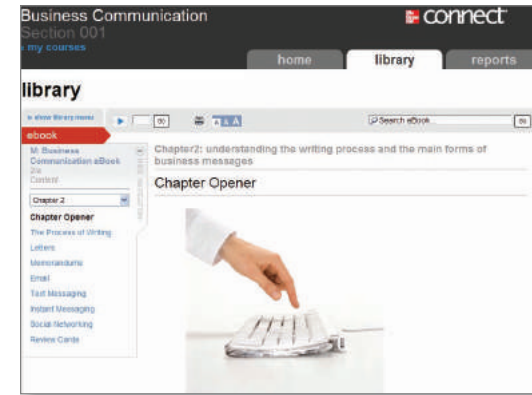 Business Communication
Section 001
my courses
connect
home
library
reports
library
show library menu
Go
A A A
Search eBook...
Go
ebook
M: Business
Communication eBook
2/e
Content
Chapter 2
Chapter Opener
The Process of Writing
Letters
Memorandums
Email
Text Messaging
Instant Messaging
Social Networking
Review Cards
Chapter2: understanding the writing process and the main forms of
business messages
Chapter Opener